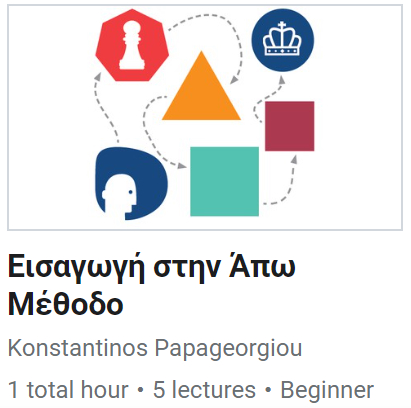 Εισαγωγή στην Άπω
Μέθοδο
Konstantinos Papageorgiou
1 total hour • 5 lectures • Beginner